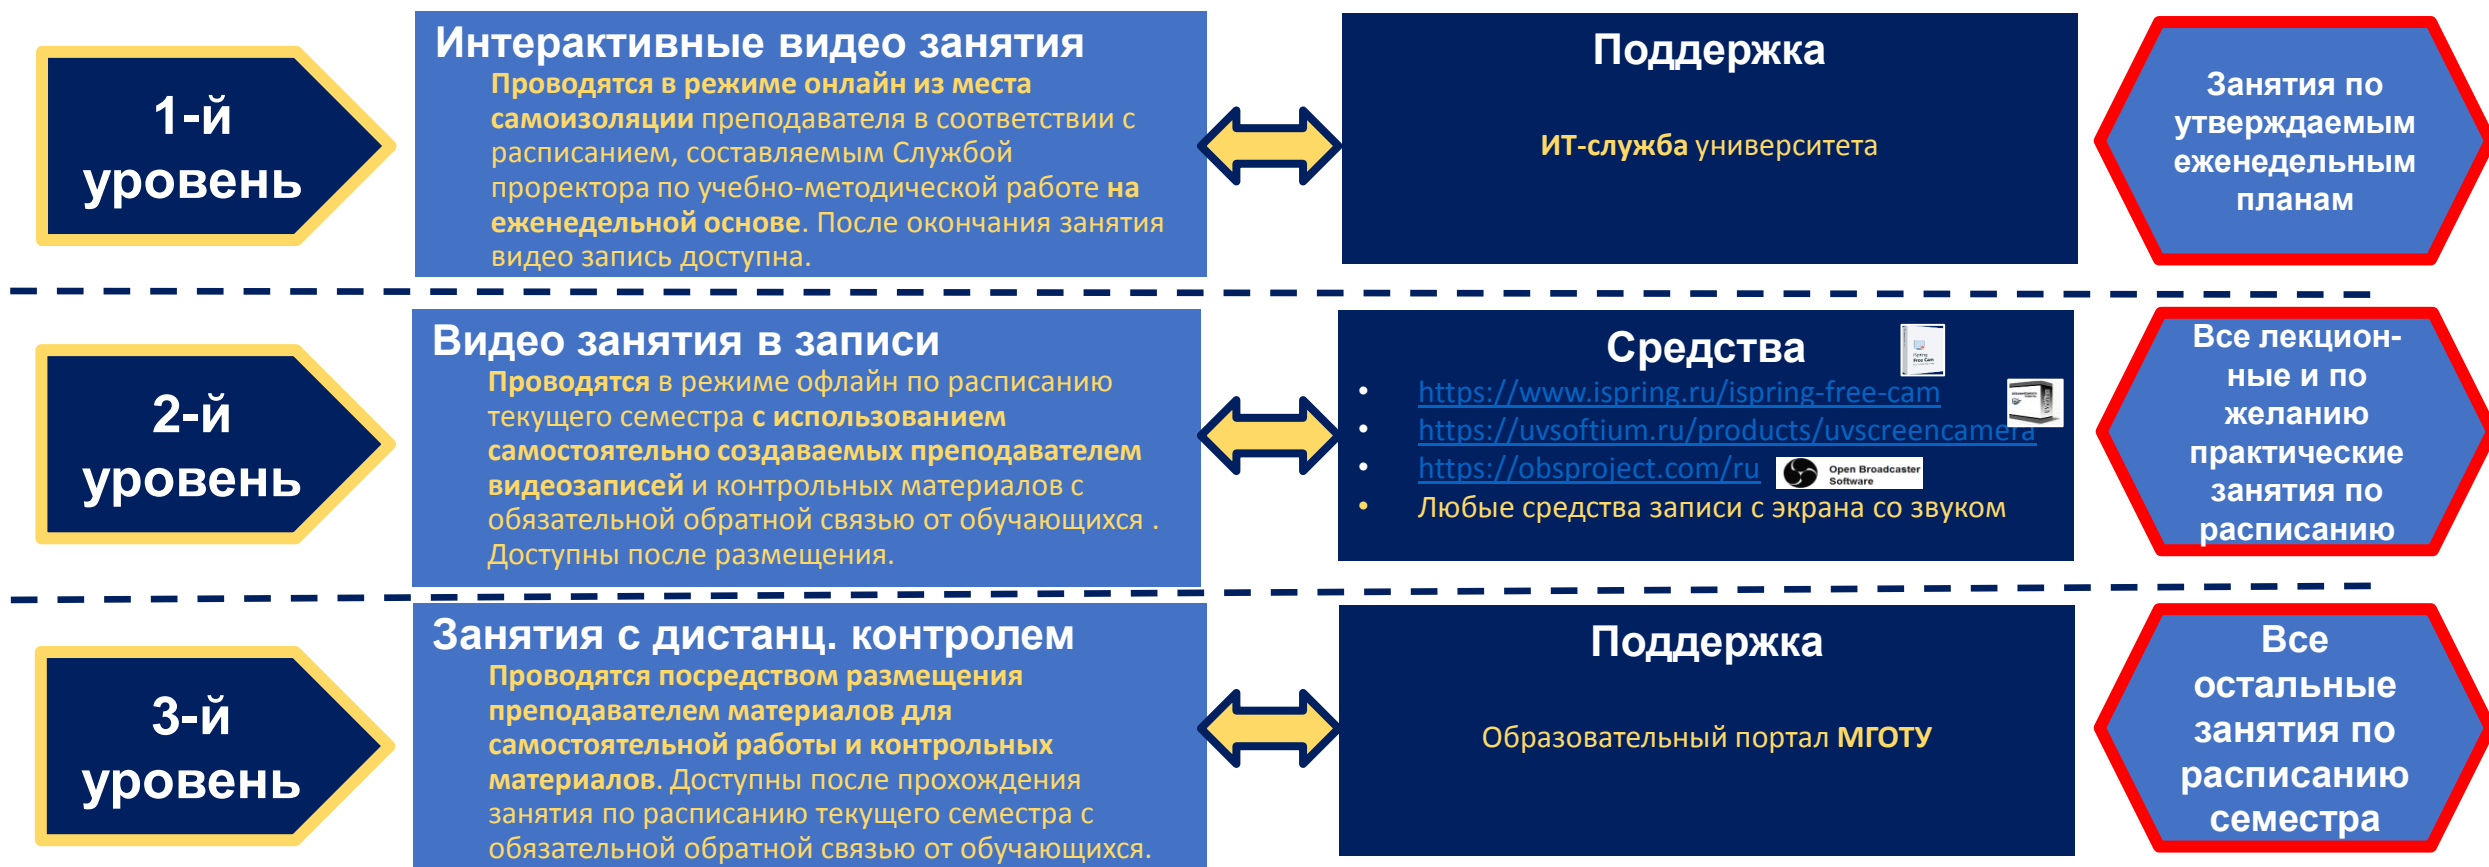 1-й
уровень
Интерактивные видео занятия
Проводятся в режиме онлайн из места
самоизоляции преподавателя в соответствии с
расписанием, составляемым Службой
проректора по учебно-методической работе на
еженедельной основе. После окончания занятия
видео запись доступна.
Поддержка
ИТ-служба университета
Занятия по
утверждаемым
еженедельным
планам
2-й
уровень
Видео занятия в записи
Проводятся в режиме офлайн по расписанию
текущего семестра с использованием
самостоятельно создаваемых преподавателем
видеозаписей и контрольных материалов с
обязательной обратной связью от обучающихся .
Доступны после размещения.
Средства
• https://www.ispring.ru/ispring-free-cam
• https://uvsoftium.ru/products/uvscreencamera
• https://obsproject.com/ru
Open Broadcaster
Software
• Любые средства записи с экрана со звуком
Все лекцион-
ные и по
желанию
практические
занятия по
расписанию
3-й
уровень
Занятия с дистанц. контролем
Проводятся посредством размещения
преподавателем материалов для
самостоятельной работы и контрольных
материалов. Доступны после прохождения
занятия по расписанию текущего семестра с
обязательной обратной связью от обучающихся.
Поддержка
Образовательный портал МГОТУ
Все
остальные
занятия по
расписанию
семестра